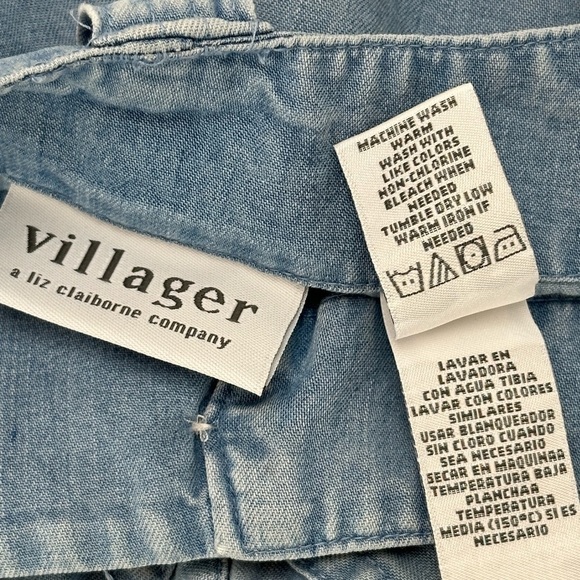 villager
a liz claiborne company
MACHINE WASH
WARM
WASH WITH
LIKE COLORS
NON-CHLORINE
BLEACH WHEN
NEEDED
TUMBLE DRY LOW
WARM IRON IF
NEEDED
LAVAR EN
LAVADORA
CON AGUA TIBIA
LAVAR CON COLORES
SIMILARES
USAR BLANQUEADOR
SIN CLORO CUANDO
SEA NECESARIO
SECAR EN MAQUINAA
TEMPERATURA BAJA
PLANCHAR
TEMPERATURA
MEDIA (150ºC) SI ES
NECESARIO